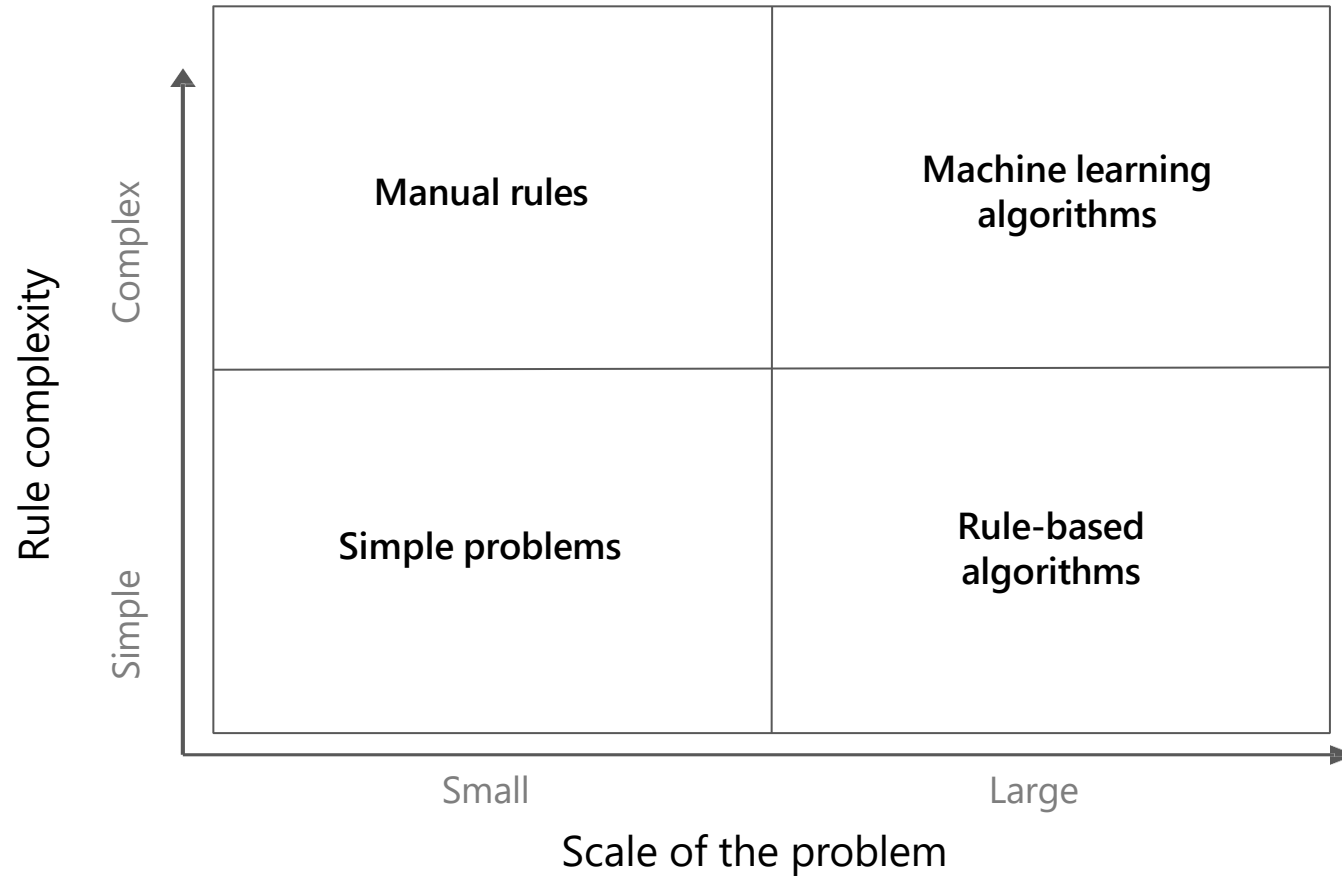 Rule complexity
Complex
Simple
Manual rules
Machine learning
algorithms
Simple problems
Rule-based
algorithms
Small
Large
Scale of the problem